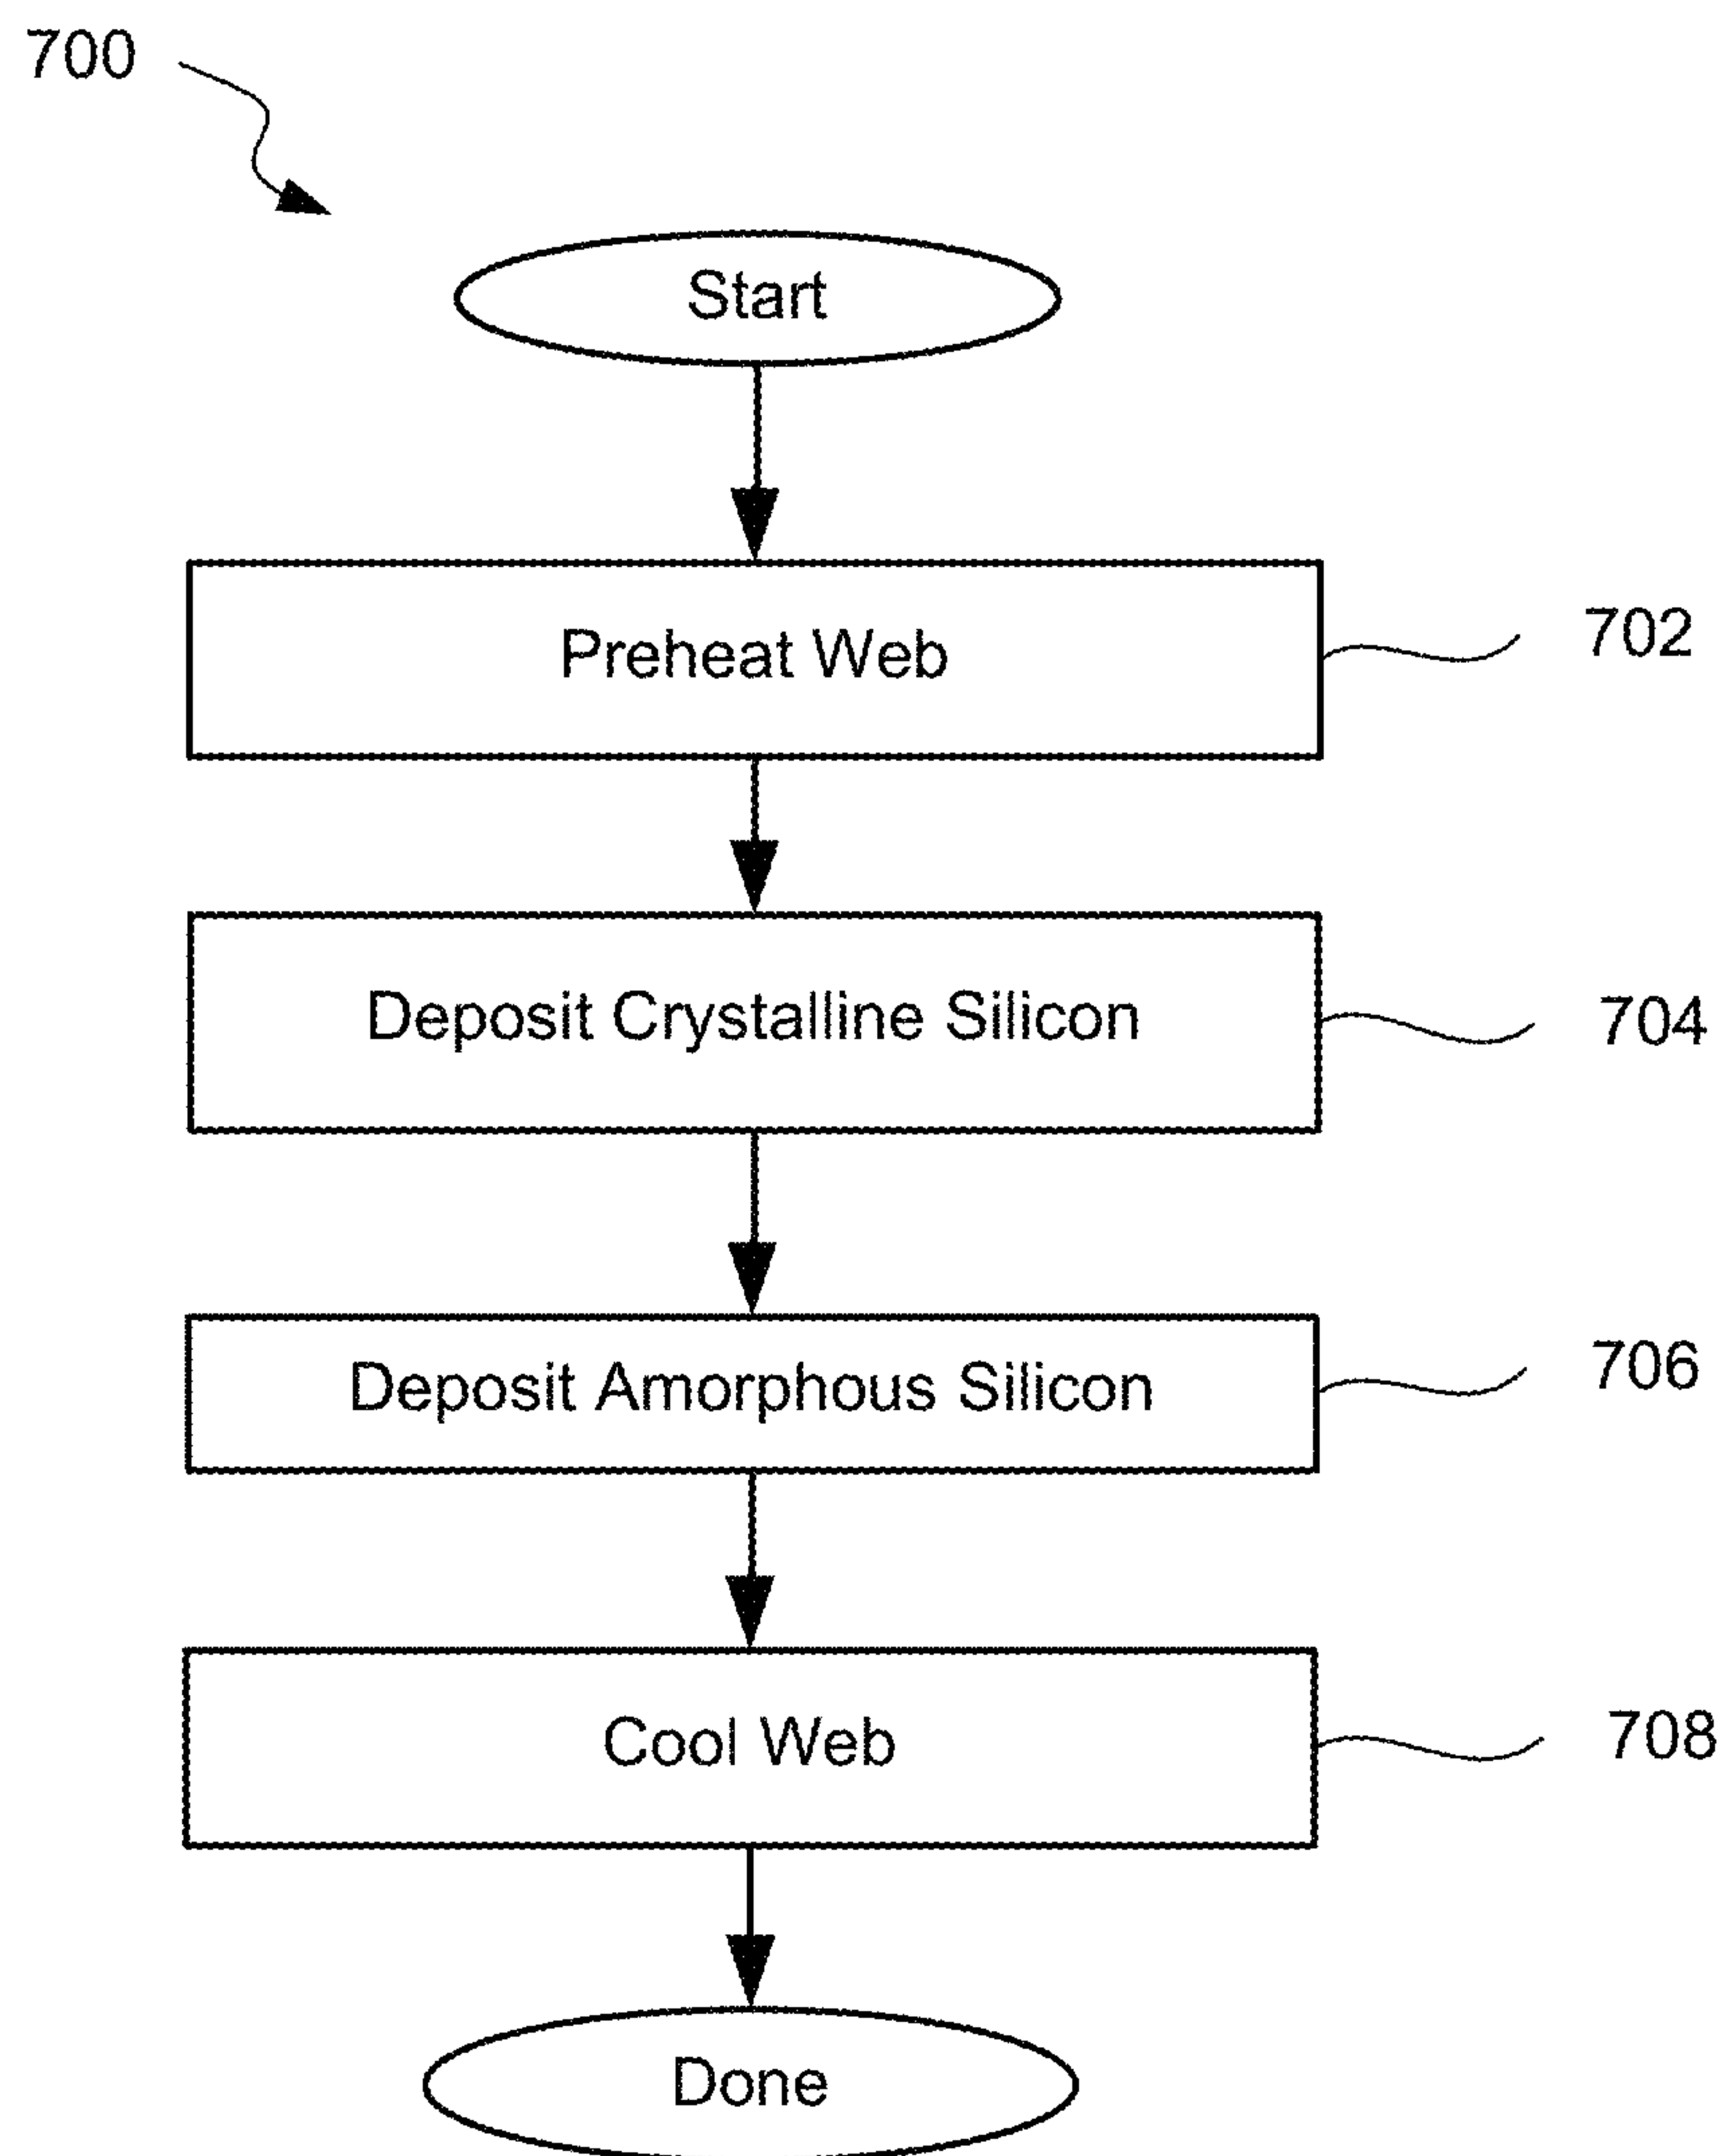 700
Start
Preheat Web
702
Deposit Crystalline Silicon
704
Deposit Amorphous Silicon
706
Cool Web
708
Done